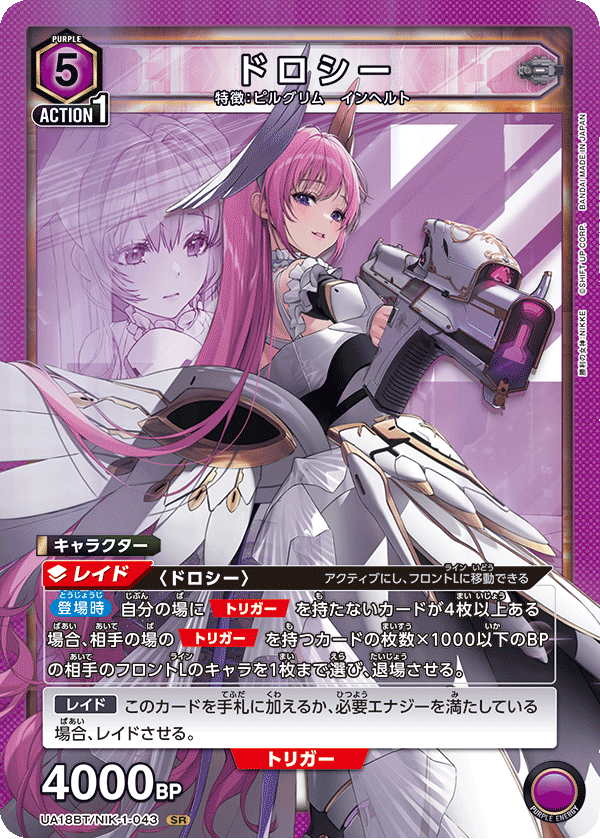 PURPLE
5
ACTION1
ドロシー
特徴:ピルグリム インヘルト
勝利の女神:NIKKE ©SHIFT UP CORP. BANDAI MADE IN JAPAN
キャラクター
レイド 〈ドロシー〉 アクティブにし、フロントLに移動できる
登場時 自分の場に トリガー を持たないカードが4枚以上ある
場合、相手の場の トリガー を持つカードの枚数×1000以下のBP
の相手のフロントLのキャラを1枚まで選び、退場させる。
レイド このカードを手札に加えるか、必要エナジーを満たしている
場合、レイドさせる。
トリガー
4000BP
UA18BT/NIK-1-043 SR
PURPLE ENERGY